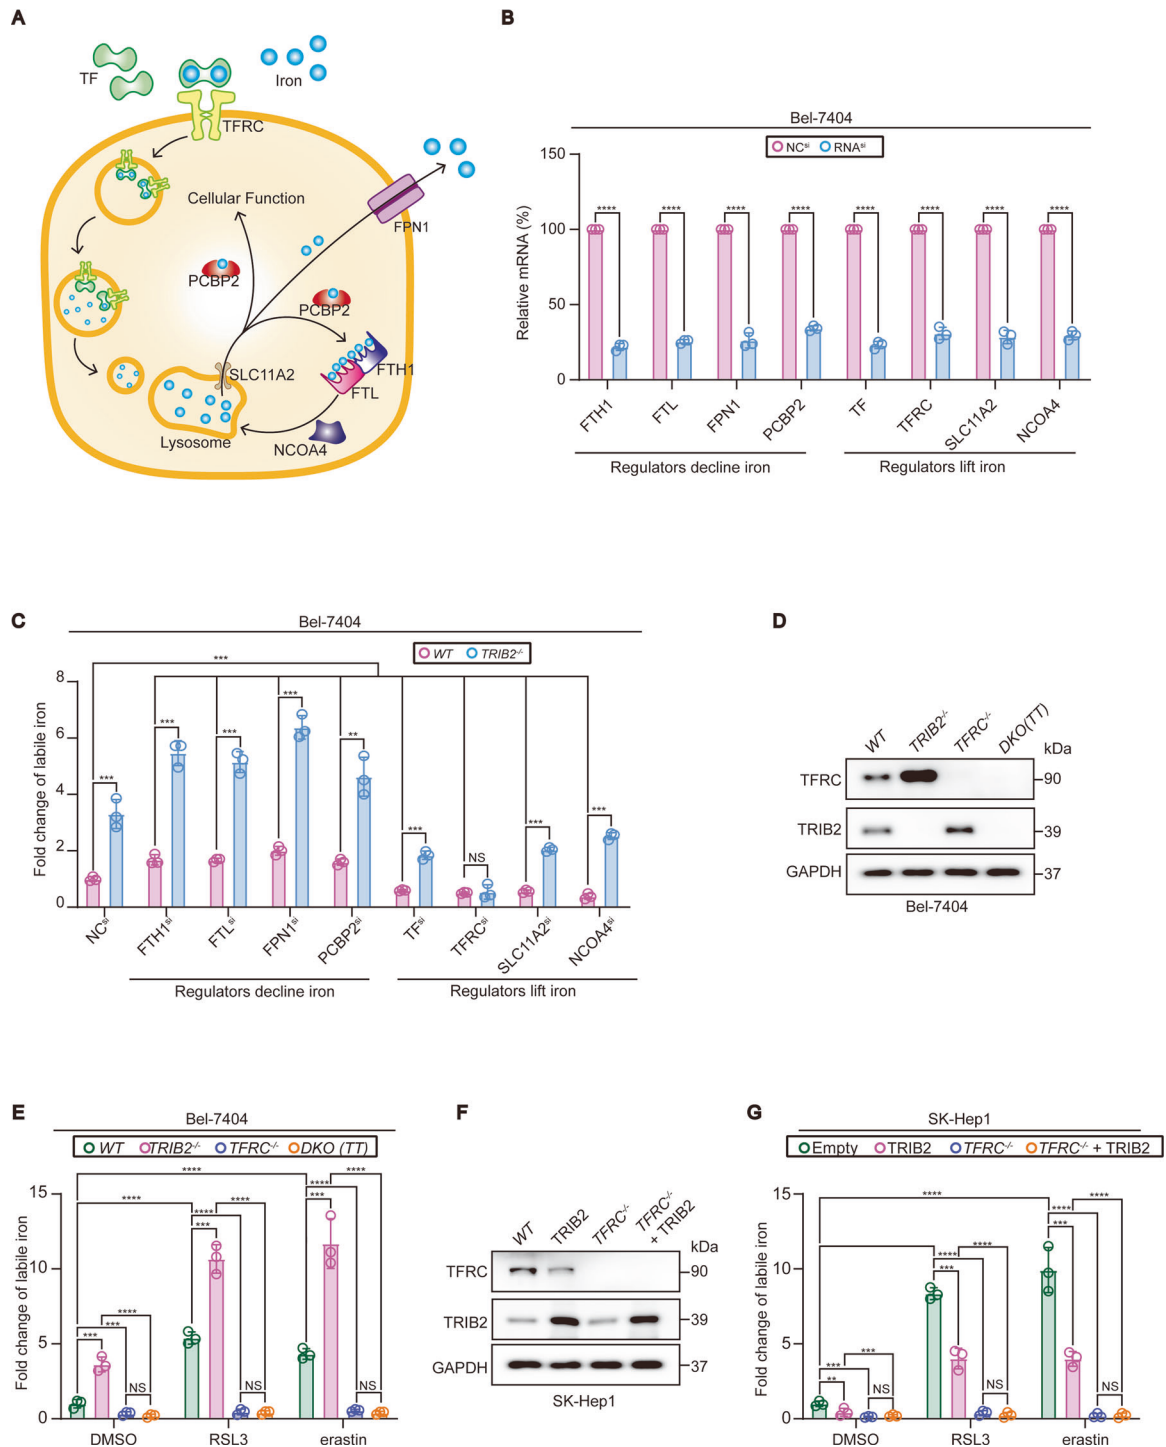 A
TF
Iron
TFRC
Cellular Function
FPN1
PCBP2
PCBP2
SLC11A2
FTH1
FTL
Lysosome
NCOA4
B
Bel-7404
NCsi RNAsi
Relative mRNA (%)
150
100
50
0
**** **** **** **** **** **** **** ****
FTH1 FTL FPN1 PCBP2 TF TFRC SLC11A2 NCOA4
Regulators decline iron Regulators lift iron
C
Bel-7404
WT TRIB2-/-
Fold change of labile iron
8
6
4
2
0
***
*** *** *** *** ** *** NS *** ***
NCsi FTH1si FTLsi FPN1si PCBP2si TFsi TFRCsi SLC11A2si NCOA4si
Regulators decline iron Regulators lift iron
D
WT TRIB2-/- TFRC-/- DKO(TT)
kDa
TFRC 90
TRIB2 39
GAPDH 37
Bel-7404
E
Bel-7404
WT TRIB2-/- TFRC-/- DKO (TT)
Fold change of labile iron
15
10
5
0
****
**** ****
**** **** ****
*** ***
****
***
***
NS NS NS
DMSO RSL3 erastin
F
WT TRIB2 TFRC-/- TFRC-/- + TRIB2
kDa
TFRC 90
TRIB2 39
GAPDH 37
SK-Hep1
G
SK-Hep1
Empty TRIB2 TFRC-/- TFRC-/- + TRIB2
Fold change of labile iron
15
10
5
0
****
****
****
***
****
****
***
*** ***
**
NS NS NS
DMSO RSL3 erastin